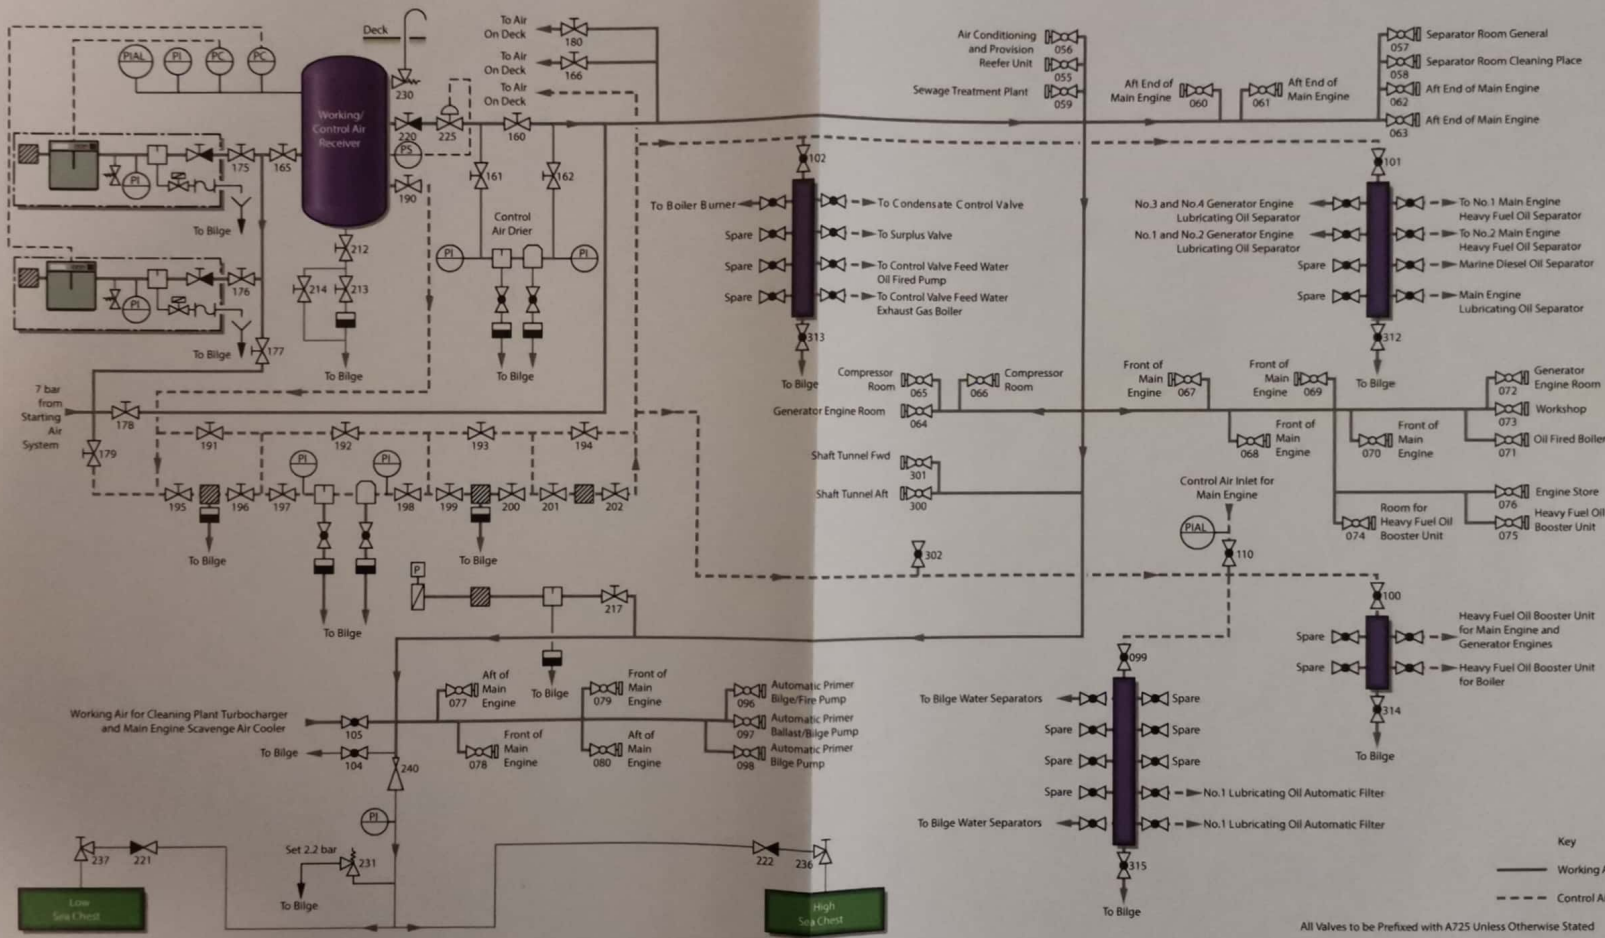 Deck
PIAL
PI
PC
PC
230
Working/
Control Air
Receiver
220
PS
190
225
160
161
162
To Air
On Deck
180
To Air
On Deck
166
To Air
On Deck
175
165
PI
To Bilge
176
PI
To Bilge
177
212
214
213
To Bilge
Control
Air Drier
PI
PI
To Bilge
7 bar
from
Starting
Air
System
178
179
191
192
193
194
PI
PI
195
196
197
198
199
200
201
202
To Bilge
To Bilge
To Bilge
P
217
To Bilge
Air Conditioning
and Provision
Reefer Unit
056
055
Sewage Treatment Plant
059
Aft End of
Main Engine
060
061
Aft End of
Main Engine
057
Separator Room General
058
Separator Room Cleaning Place
062
Aft End of Main Engine
063
Aft End of Main Engine
102
To Boiler Burner
To Condensate Control Valve
Spare
To Surplus Valve
Spare
To Control Valve Feed Water
Oil Fired Pump
Spare
To Control Valve Feed Water
Exhaust Gas Boiler
313
To Bilge
101
No.3 and No.4 Generator Engine
Lubricating Oil Separator
To No.1 Main Engine
Heavy Fuel Oil Separator
No.1 and No.2 Generator Engine
Lubricating Oil Separator
To No.2 Main Engine
Heavy Fuel Oil Separator
Spare
Marine Diesel Oil Separator
Spare
Main Engine
Lubricating Oil Separator
312
To Bilge
Compressor
Room
065
066
Compressor
Room
Generator Engine Room
064
Front of
Main
Engine
067
Front of
Main
Engine
069
068
Front of
Main
Engine
070
Front of
Main
Engine
072
Generator
Engine Room
073
Workshop
071
Oil Fired Boiler
Shaft Tunnel Fwd
301
Shaft Tunnel Aft
300
Control Air Inlet for
Main Engine
PIAL
110
302
074
Room for
Heavy Fuel Oil
Booster Unit
076
Engine Store
075
Heavy Fuel Oil
Booster Unit
100
Spare
Heavy Fuel Oil Booster Unit
for Main Engine and
Generator Engines
Spare
Heavy Fuel Oil Booster Unit
for Boiler
314
To Bilge
099
To Bilge Water Separators
Spare
Spare
Spare
Spare
Spare
Spare
No.1 Lubricating Oil Automatic Filter
To Bilge Water Separators
No.1 Lubricating Oil Automatic Filter
315
To Bilge
Working Air for Cleaning Plant Turbocharger
and Main Engine Scavenge Air Cooler
105
To Bilge
104
240
077
Aft of
Main
Engine
078
Front of
Main
Engine
079
Front of
Main
Engine
080
Aft of
Main
Engine
096
Automatic Primer
Bilge/Fire Pump
097
Automatic Primer
Ballast/Bilge Pump
098
Automatic Primer
Bilge Pump
PI
Set 2.2 bar
231
To Bilge
237
221
Low
Sea Chest
222
236
High
Sea Chest
Key
Working A
Control Ai
All Valves to be Prefixed with A725 Unless Otherwise Stated